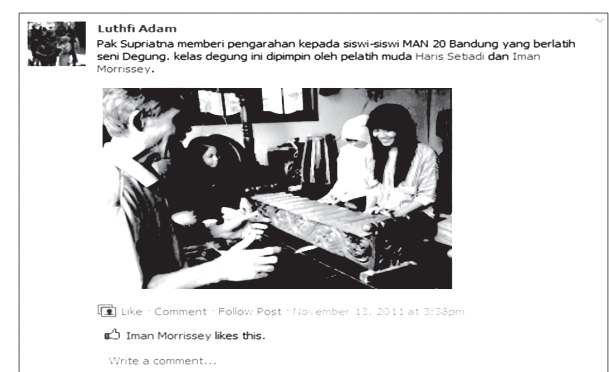 Luthfi Adam
Pak Supriatna memberi pengarahan kepada siswi-siswi MAN 20 Bandung yang berlatih
seni Degung. kelas degung ini dipimpin oleh pelatih muda Haris Setiadi dan Iman
Morrissey.
Like · Comment · Follow Post · November 13, 2011 at 3:38pm
Iman Morrissey likes this.
Write a comment...